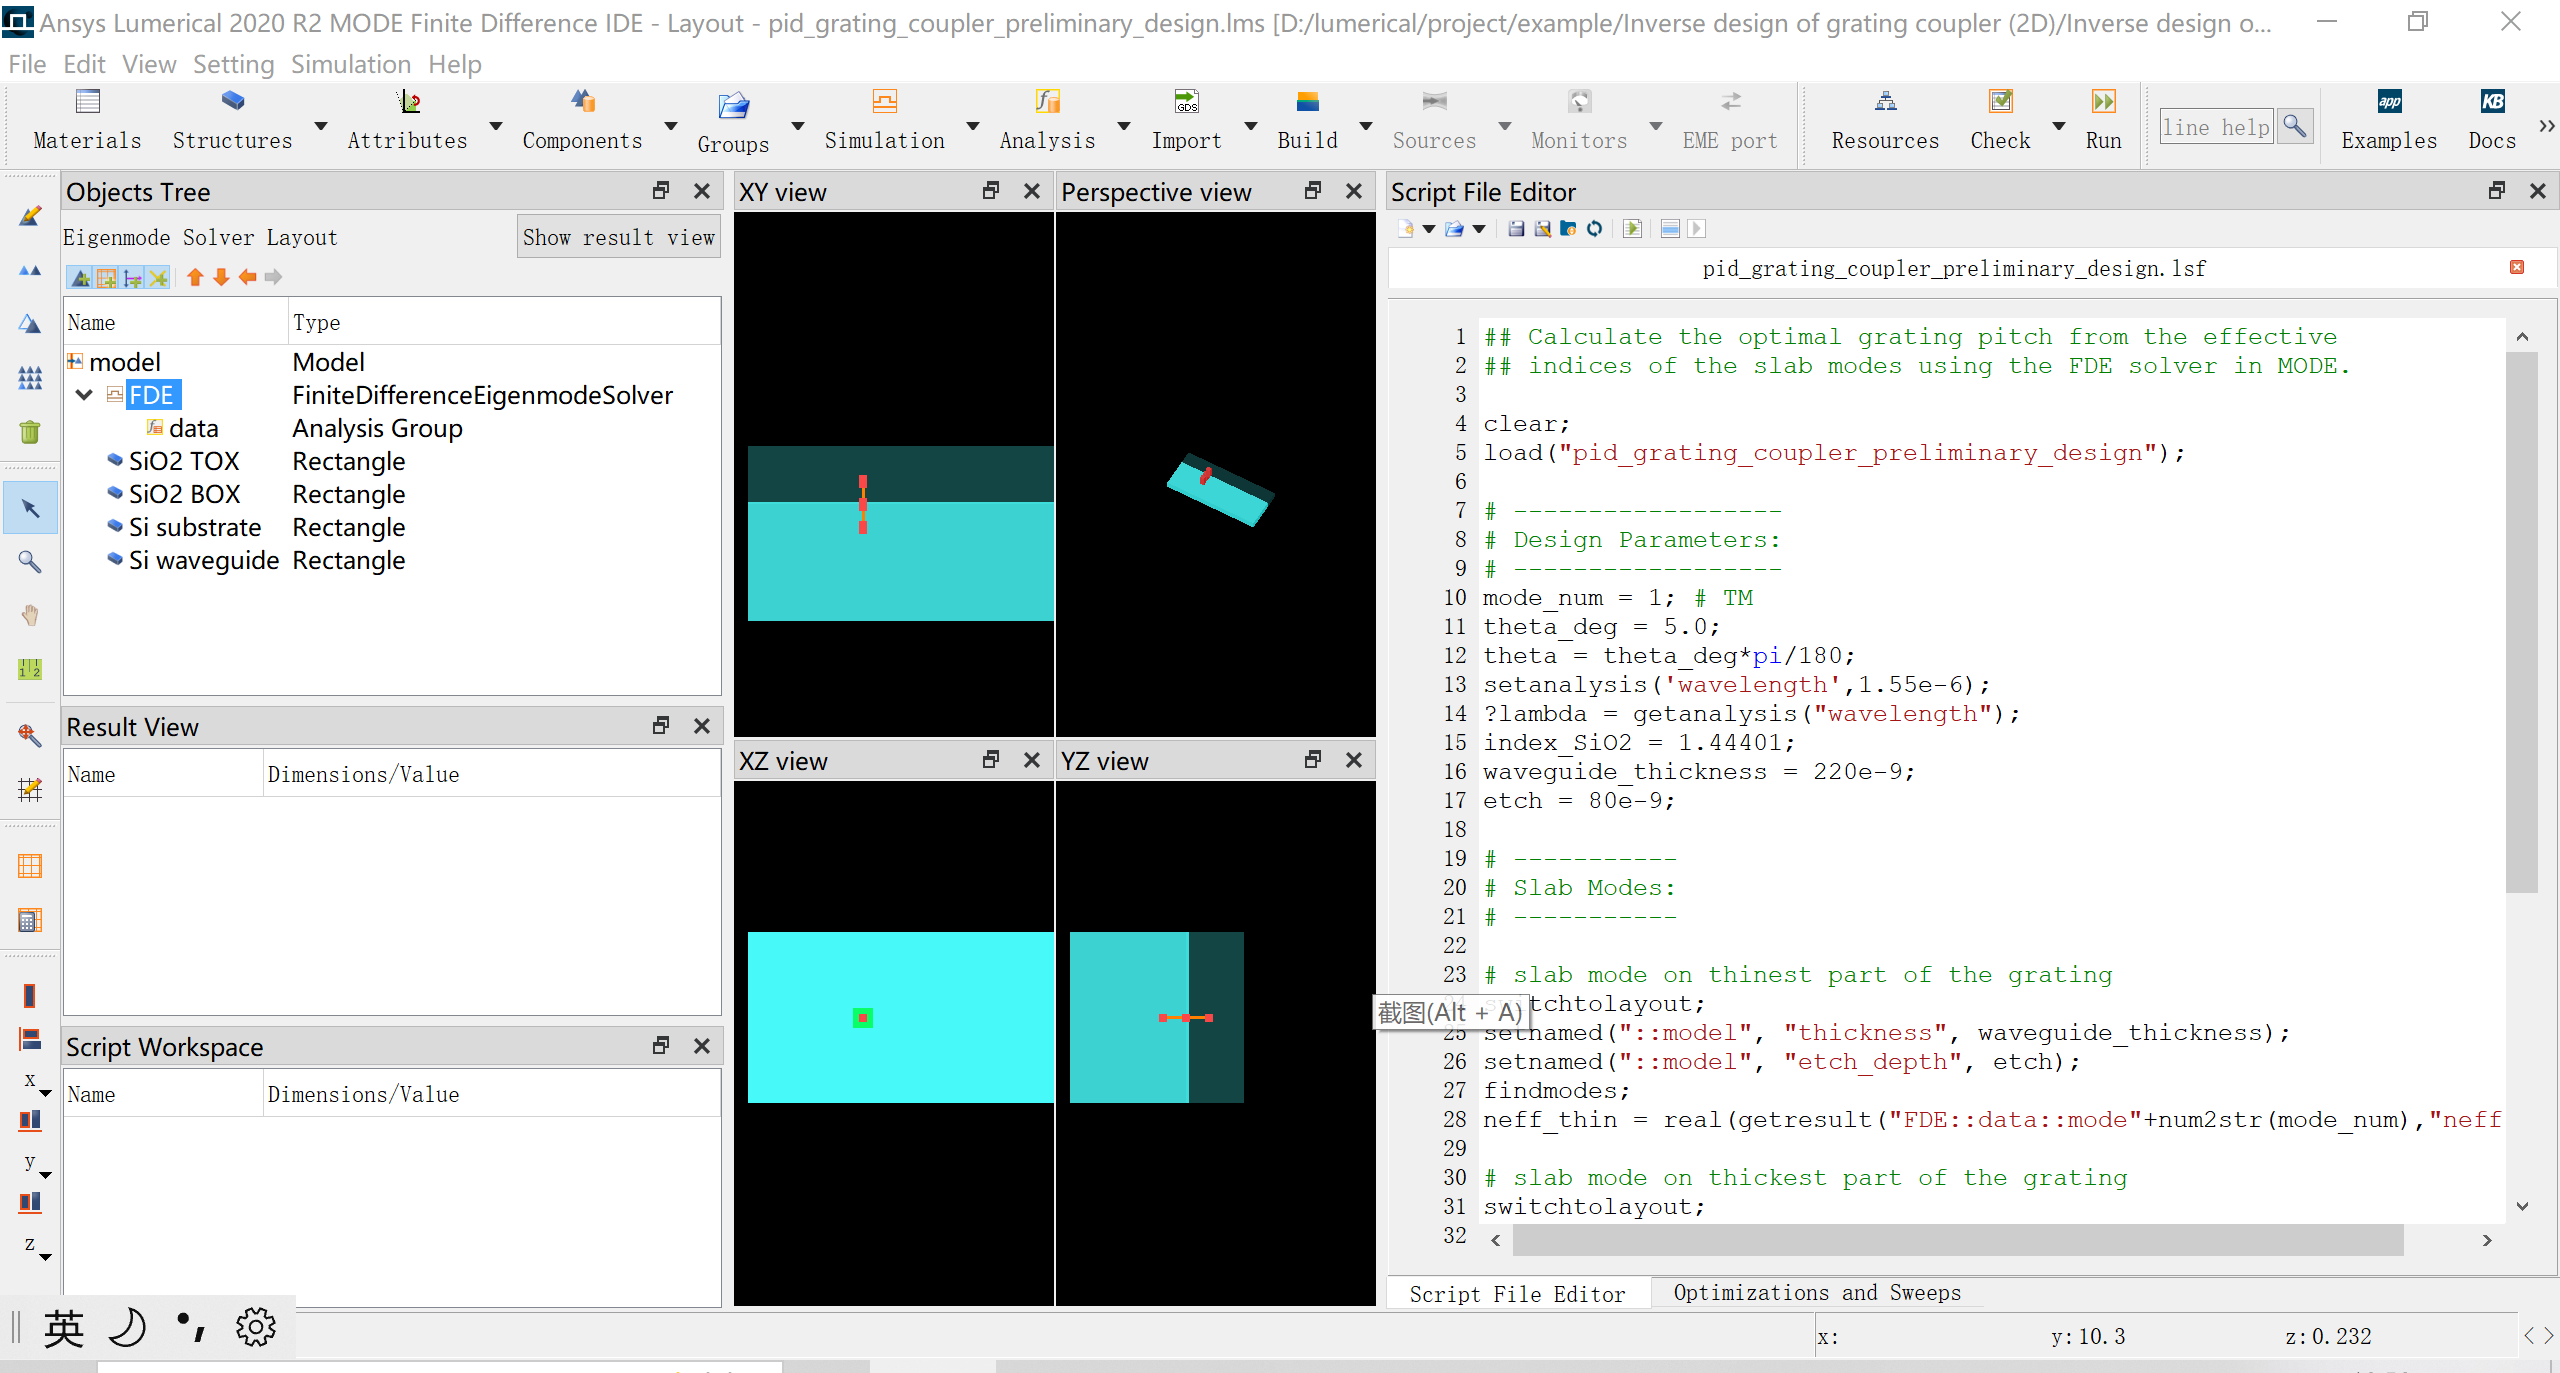 Ansys Lumerical 2020 R2 MODE Finite Difference IDE - Layout - pid_grating_coupler_preliminary_design.lms [D:/lumerical/project/example/Inverse design of grating coupler (2D)/Inverse design o...
File Edit View Setting Simulation Help
Materials Structures Attributes Components Groups Simulation Analysis Import Build Sources Monitors EME port Resources Check Run line help Examples Docs
GDS
app
KB
Objects Tree
Eigenmode Solver Layout
Show result view
Name Type
model Model
FDE FiniteDifferenceEigenmodeSolver
data Analysis Group
SiO2 TOX Rectangle
SiO2 BOX Rectangle
Si substrate Rectangle
Si waveguide Rectangle
Result View
Name Dimensions/Value
Script Workspace
Name Dimensions/Value
x
y
z
XY view
Perspective view
XZ view
YZ view
Script File Editor
pid_grating_coupler_preliminary_design.lsf
1 ## Calculate the optimal grating pitch from the effective
2 ## indices of the slab modes using the FDE solver in MODE.
3
4 clear;
5 load("pid_grating_coupler_preliminary_design");
6
7 # ------------------
8 # Design Parameters:
9 # ------------------
10 mode_num = 1; # TM
11 theta_deg = 5.0;
12 theta = theta_deg*pi/180;
13 setanalysis('wavelength',1.55e-6);
14 ?lambda = getanalysis("wavelength");
15 index_SiO2 = 1.44401;
16 waveguide_thickness = 220e-9;
17 etch = 80e-9;
18
19 # -----------
20 # Slab Modes:
21 # -----------
22
23 # slab mode on thinest part of the grating
itchtolayout;
截图(Alt + A)
25 setnamed("::model", "thickness", waveguide_thickness);
26 setnamed("::model", "etch_depth", etch);
27 findmodes;
28 neff_thin = real(getresult("FDE::data::mode"+num2str(mode_num),"neff
29
30 # slab mode on thickest part of the grating
31 switchtolayout;
32
Script File Editor Optimizations and Sweeps
英
x: y:10.3 z:0.232